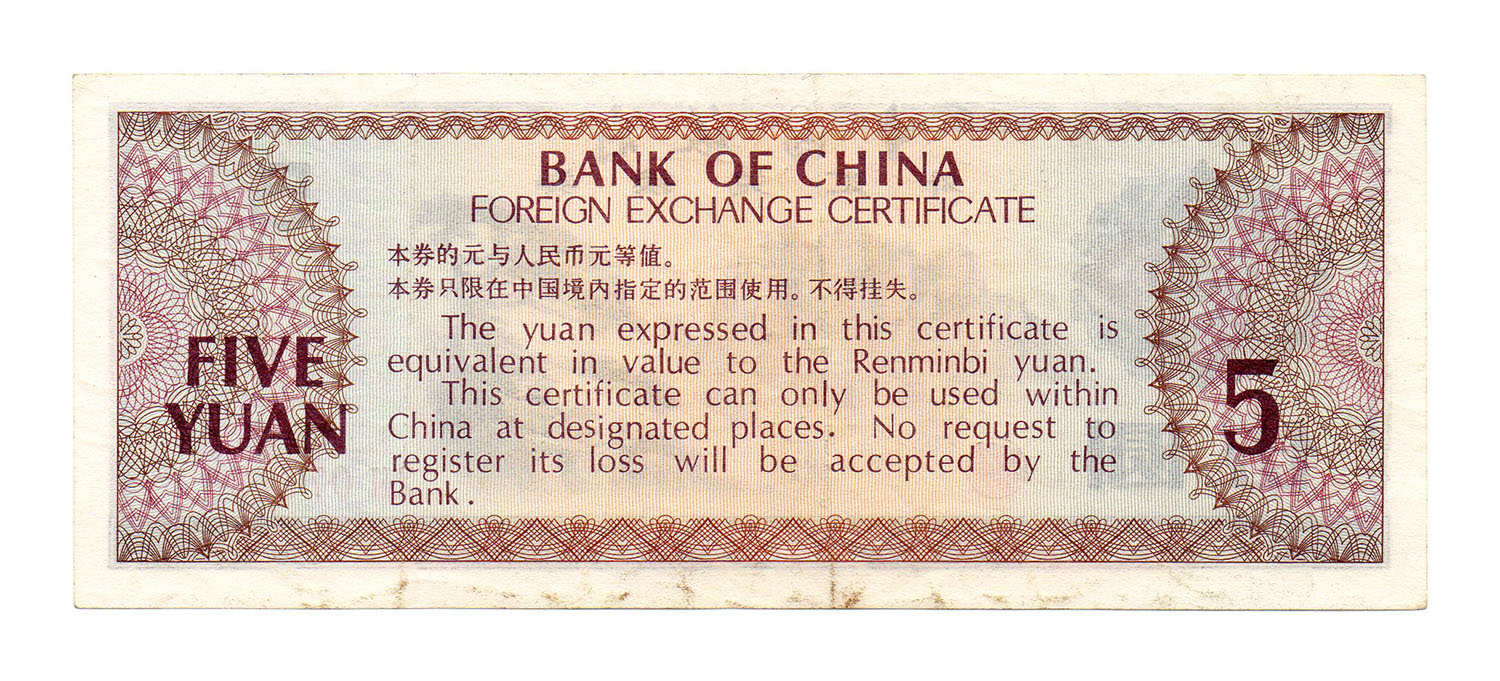 BANK OF CHINA
FOREIGN EXCHANGE CERTIFICATE
本券的元与人民币元等值。
本券只限在中国境内指定的范围使用。不得挂失。
The yuan expressed in this certificate is
equivalent in value to the Renminbi yuan.
This certificate can only be used within
China at designated places. No request to
register its loss will be accepted by the
Bank.
FIVE
YUAN
5